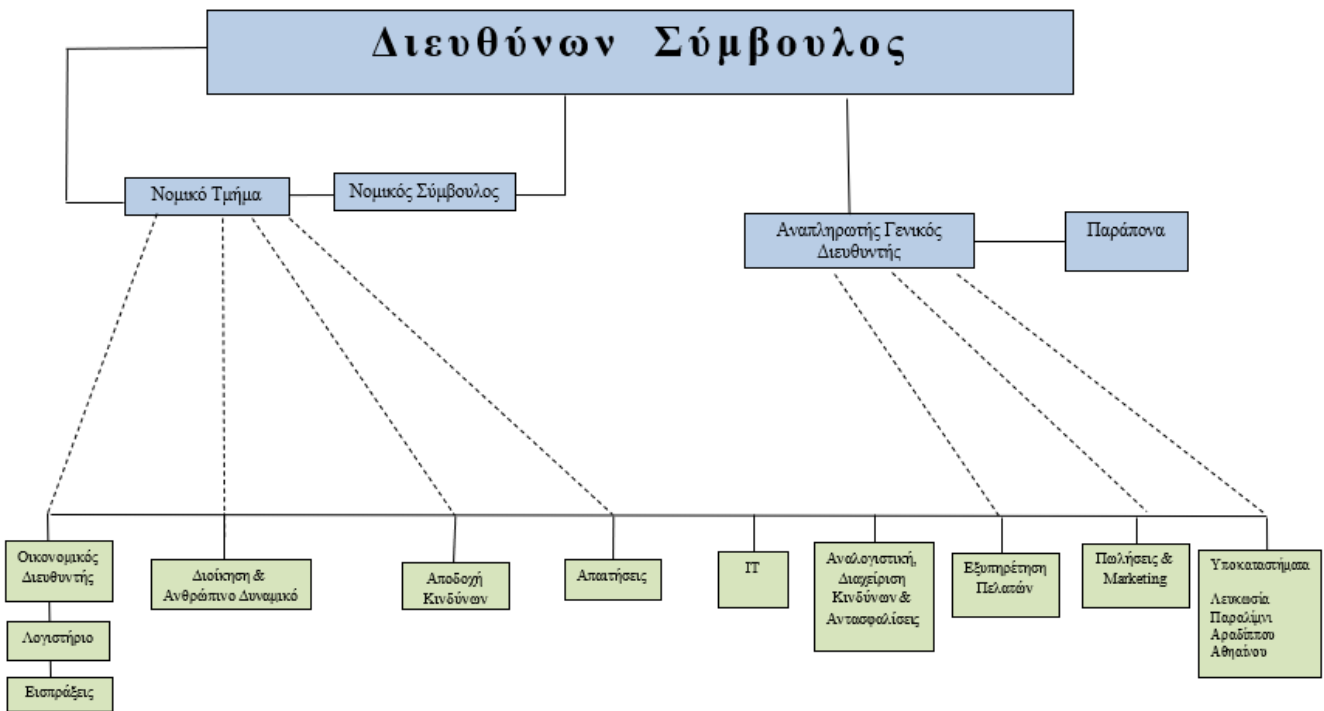 Διευθύνων Σύμβουλος
Νομικό Τμήμα
Νομικός Σύμβουλος
Αναπληρωτής Γενικός
Διευθυντής
Παράπονα
Οικονομικός
Διευθυντής
Λογιστήριο
Εισπράξεις
Διοίκηση &
Ανθρώπινο Δυναμικό
Αποδοχή
Κινδύνων
Απαιτήσεις
IT
Αναλογιστική,
Διαχείριση
Κινδύνων &
Αντασφαλίσεις
Εξυπηρέτηση
Πελατών
Πωλήσεις &
Marketing
Υποκαταστήματα
Λευκωσία
Παραλίμνι
Αραδίππου
Αθηαίνου